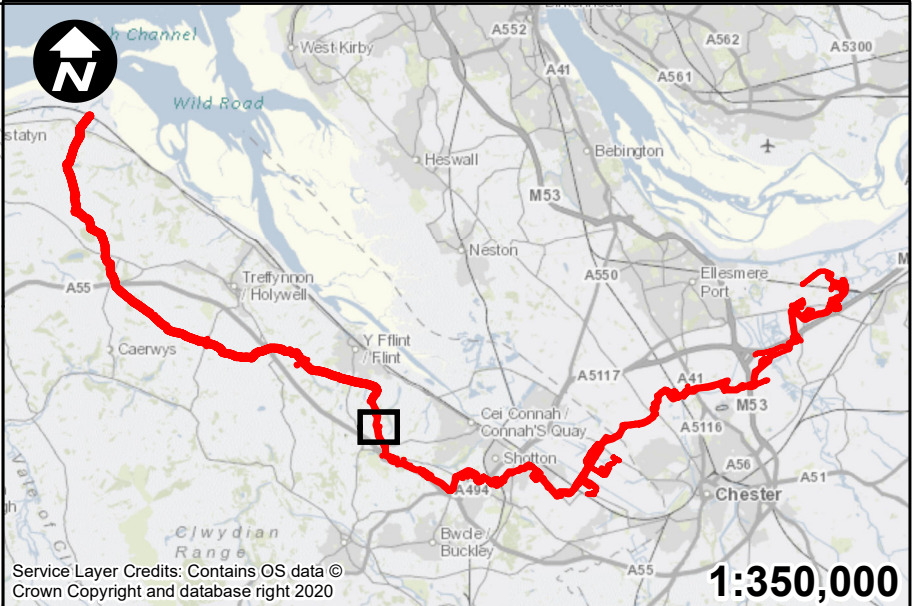 N
Channel
West Kirby
A552
A41
A562
A5300
A561
Wild Road
statyn
Heswall
Bebington
M53
Neston
A550
Ellesmere
Port
M
A55
Treffynnon
/ Holywell
Caerwys
Y Fflint
/ Flint
A5117
A41
M53
Cei Connah /
Connah'S Quay
A5116
Shotton
A56
A51
A494
Chester
Clwydian
Range
Bwcle /
Buckley
A55
Vale of Cl
Service Layer Credits: Contains OS data ©
Crown Copyright and database right 2020
1:350,000